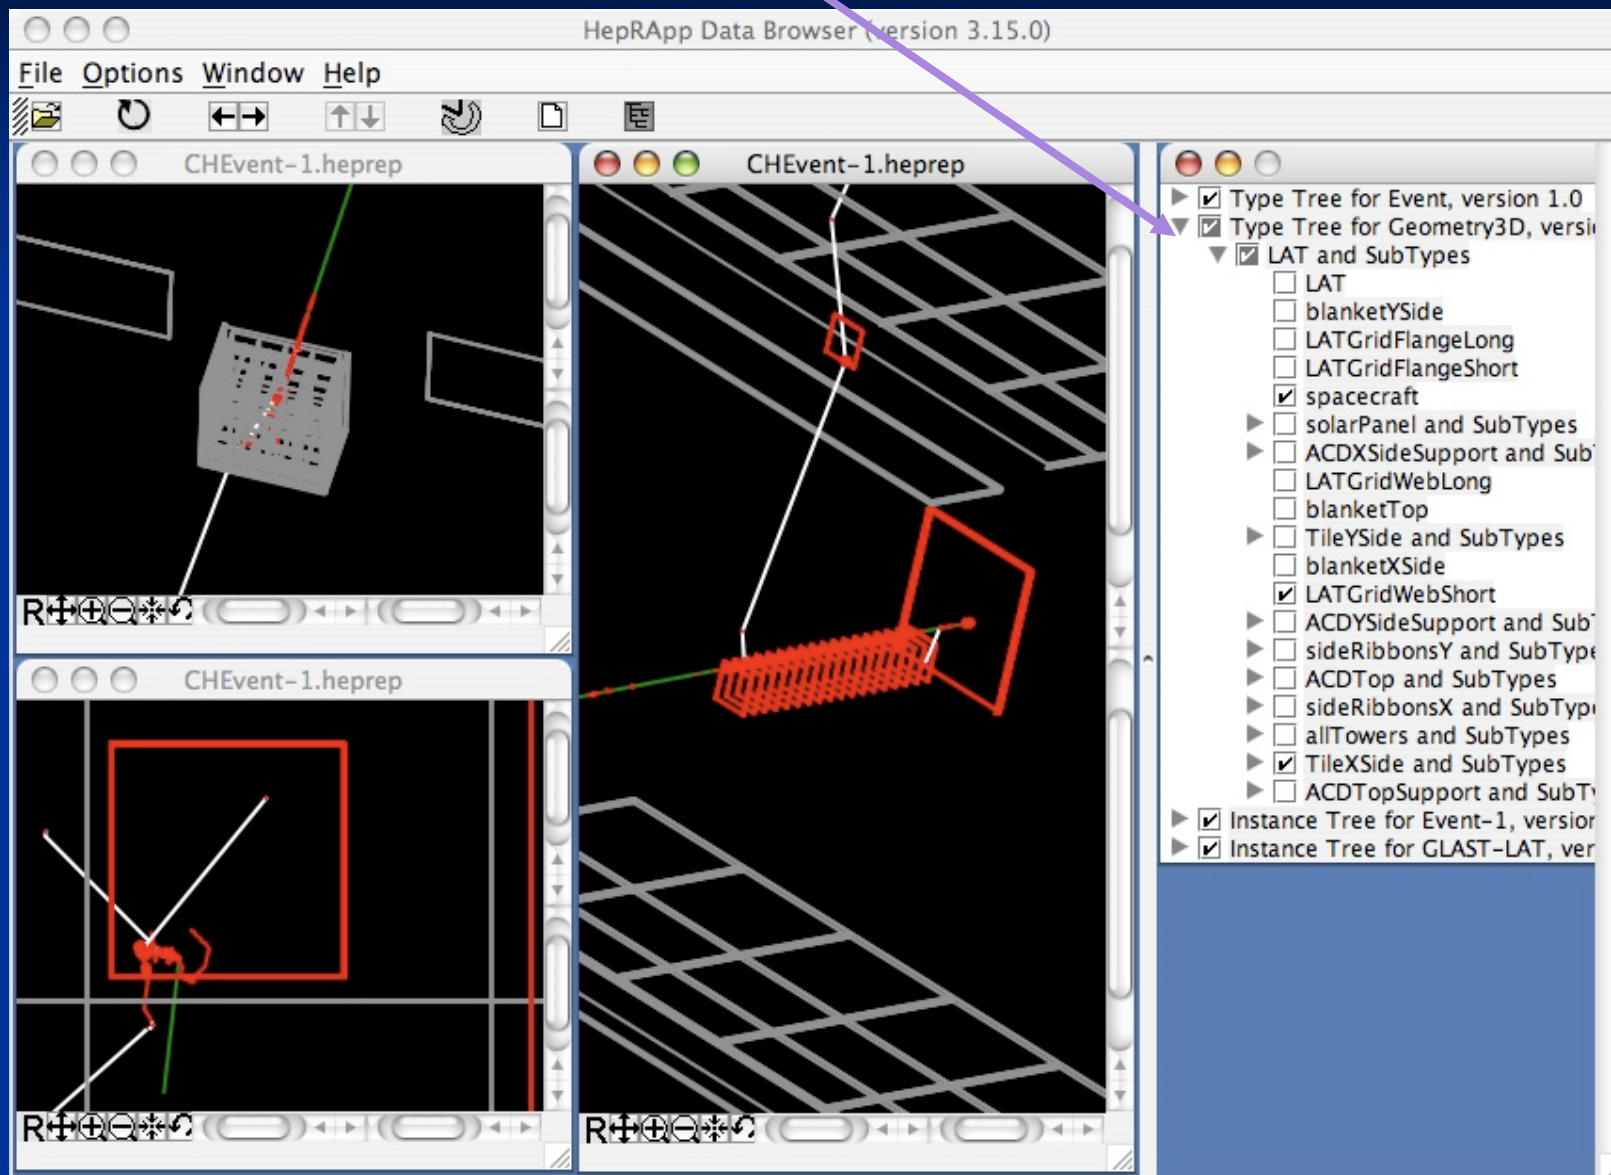 HepRApp Data Browser (version 3.15.0)
File Options Window Help
CHEvent-1.heprep
R
CHEvent-1.heprep
R
CHEvent-1.heprep
R
Type Tree for Event, version 1.0
Type Tree for Geometry3D, versi
LAT and SubTypes
LAT
blanketYSide
LATGridFlangeLong
LATGridFlangeShort
spacecraft
solarPanel and SubTypes
ACDXSideSupport and Sub
LATGridWebLong
blanketTop
TileYSide and SubTypes
blanketXSide
LATGridWebShort
ACDYSideSupport and Sub
sideRibbonsY and SubType
ACDTop and SubTypes
sideRibbonsX and SubTyp
allTowers and SubTypes
TileXSide and SubTypes
ACDTopSupport and SubT
Instance Tree for Event-1, version
Instance Tree for GLAST-LAT, ver